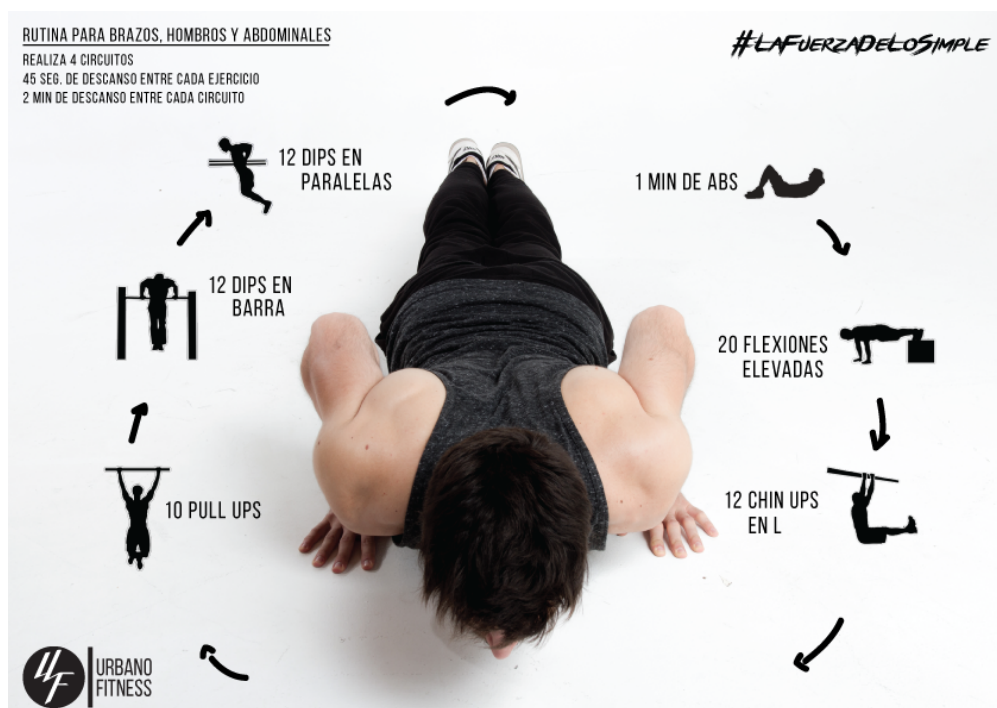 RUTINA PARA BRAZOS, HOMBROS Y ABDOMINALES
REALIZA 4 CIRCUITOS
45 SEG. DE DESCANSO ENTRE CADA EJERCICIO
2 MIN DE DESCANSO ENTRE CADA CIRCUITO
#LAFUERZADELOSIMPLE
12 DIPS EN
PARALELAS
1 MIN DE ABS
12 DIPS EN
BARRA
20 FLEXIONES
ELEVADAS
10 PULL UPS
12 CHIN UPS
EN L
UF
URBANO
FITNESS